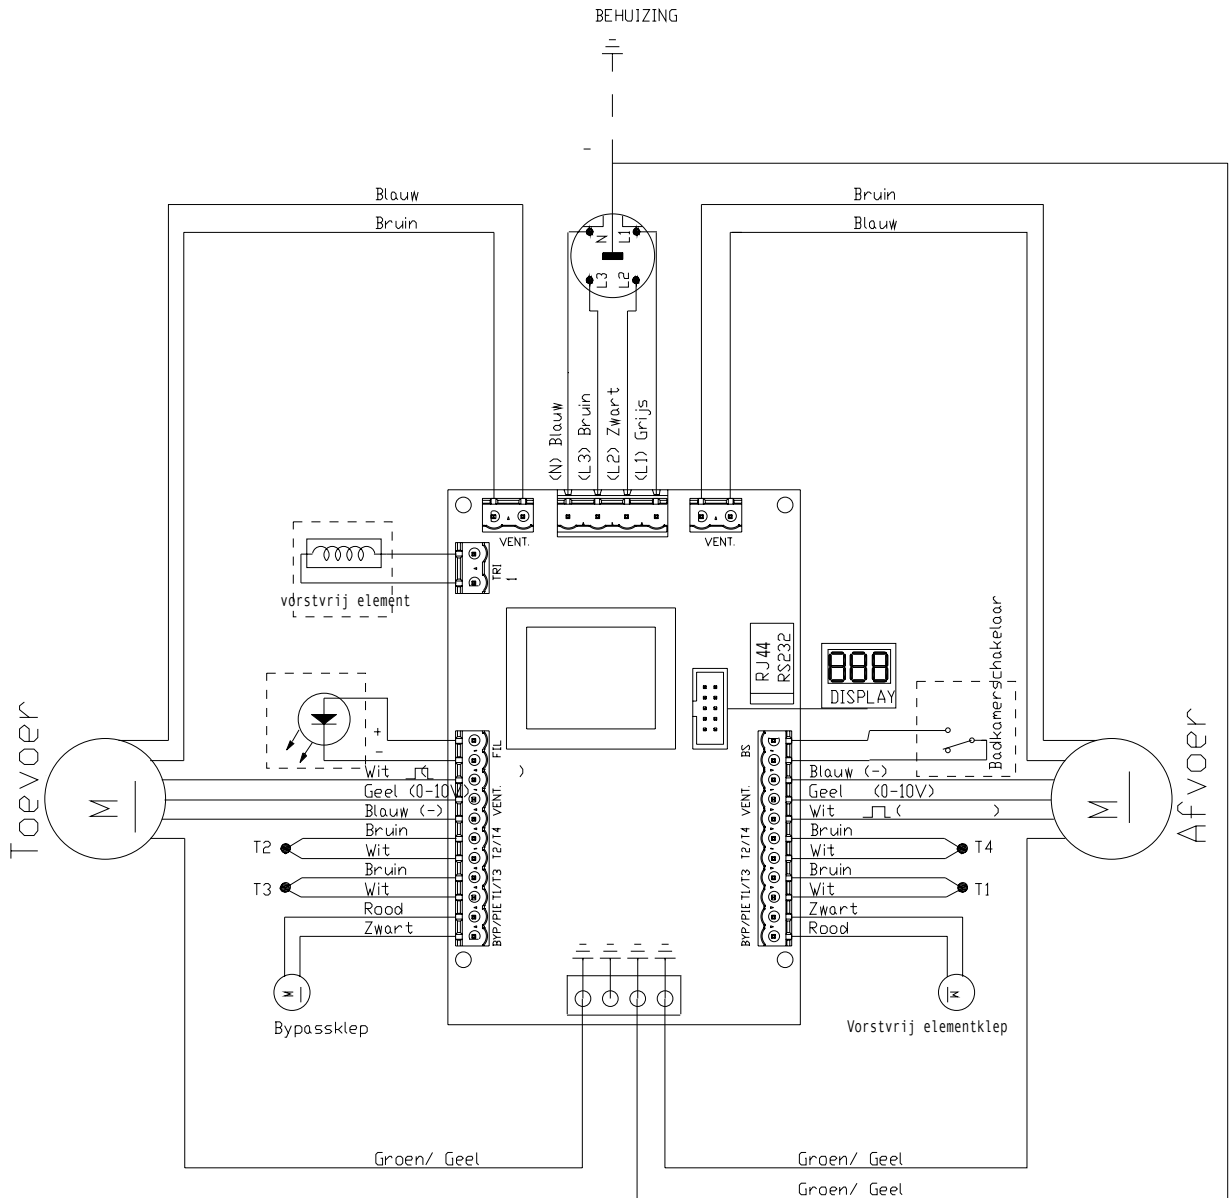 BEHUIZING
Blauw
Bruin
Bruin
Blauw
N
L1
L3
L2
(N) Blauw
(L3) Bruin
(L2) Zwart
(L1) Grijs
VENT.
VENT.
TRI
1
vorstvrij element
RJ44
RS232
DISPLAY
Badkamerschakelaar
Toevoer
M
Afvoer
M
+
-
FIL
BS
Wit ( )
Geel (0-10V)
Blauw (-)
VENT.
Bruin
Wit
T2
T2/T4
Bruin
Wit
T3
T1/T3
Rood
Zwart
BYP/PIE
Blauw (-)
Geel (0-10V)
Wit ( )
VENT.
Bruin
Wit
T4
T2/T4
Bruin
Wit
T1
T1/T3
Zwart
Rood
BYP/PIE
M
Bypassklep
M
Vorstvrij elementklep
Groen/ Geel
Groen/ Geel
Groen/ Geel